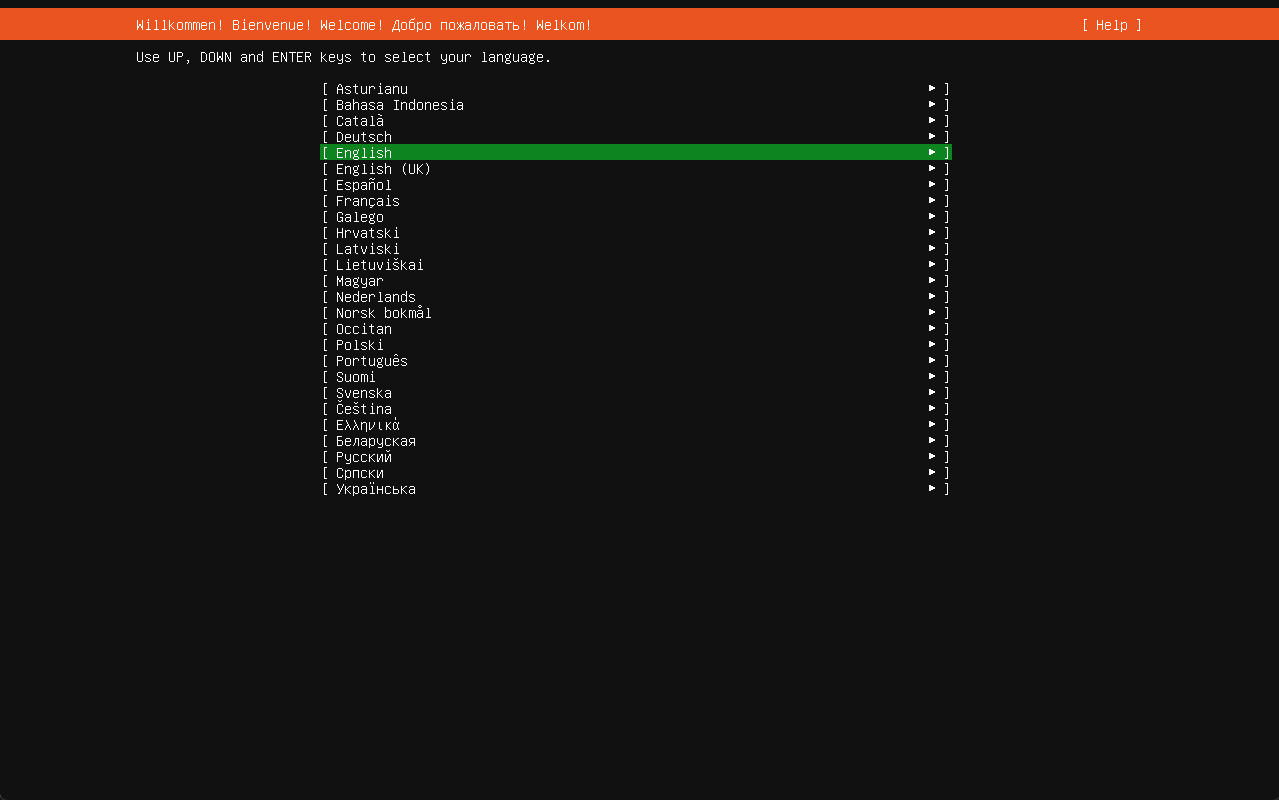 Willkommen! Bienvenue! Welcome! Добро пожаловать! Welkom! [ Help ]
Use UP, DOWN and ENTER keys to select your language.
[ Asturianu ▸ ]
[ Bahasa Indonesia ▸ ]
[ Català ▸ ]
[ Deutsch ▸ ]
[ English ▸ ]
[ English (UK) ▸ ]
[ Español ▸ ]
[ Français ▸ ]
[ Galego ▸ ]
[ Hrvatski ▸ ]
[ Latviski ▸ ]
[ Lietuviškai ▸ ]
[ Magyar ▸ ]
[ Nederlands ▸ ]
[ Norsk bokmål ▸ ]
[ Occitan ▸ ]
[ Polski ▸ ]
[ Português ▸ ]
[ Suomi ▸ ]
[ Svenska ▸ ]
[ Čeština ▸ ]
[ Ελληνικά ▸ ]
[ Беларуская ▸ ]
[ Русский ▸ ]
[ Српски ▸ ]
[ Українська ▸ ]